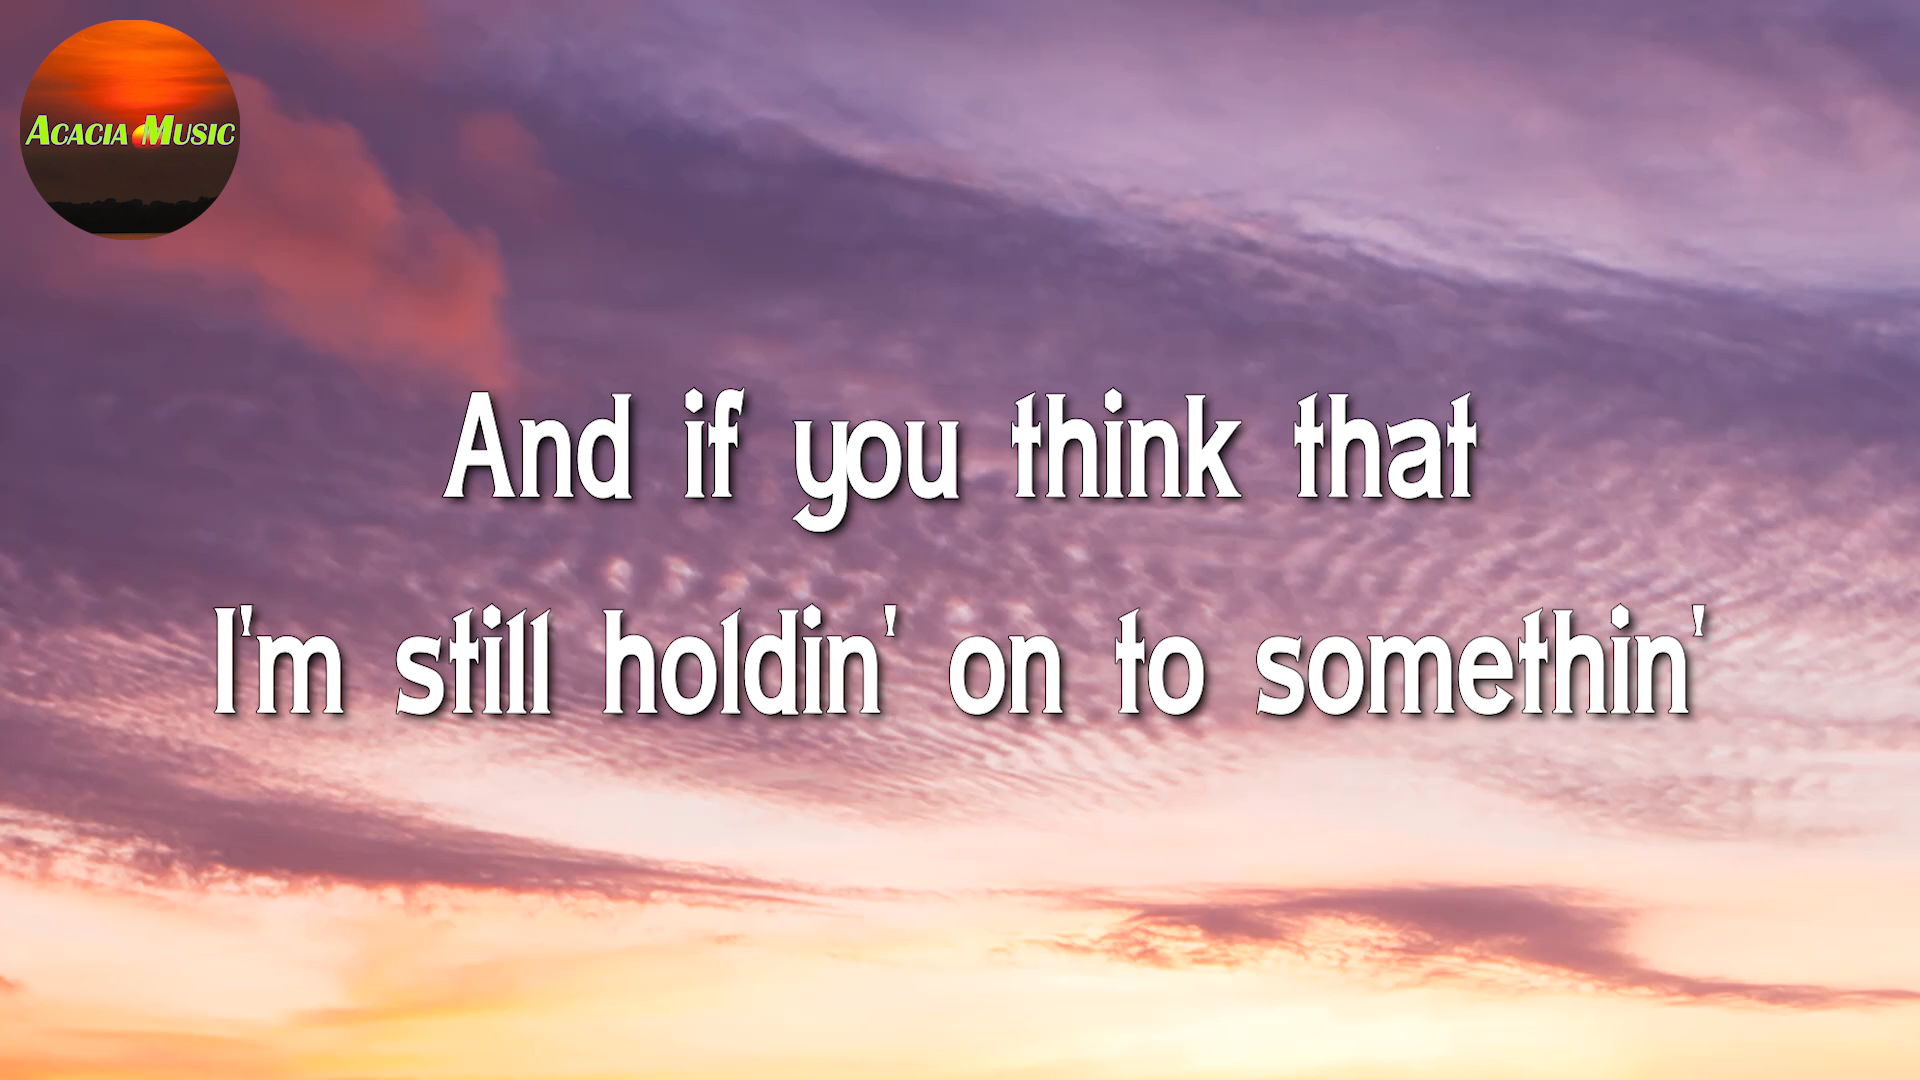 ACACIA MUSIC
And if you think that
I'm still holdin' on to somethin'